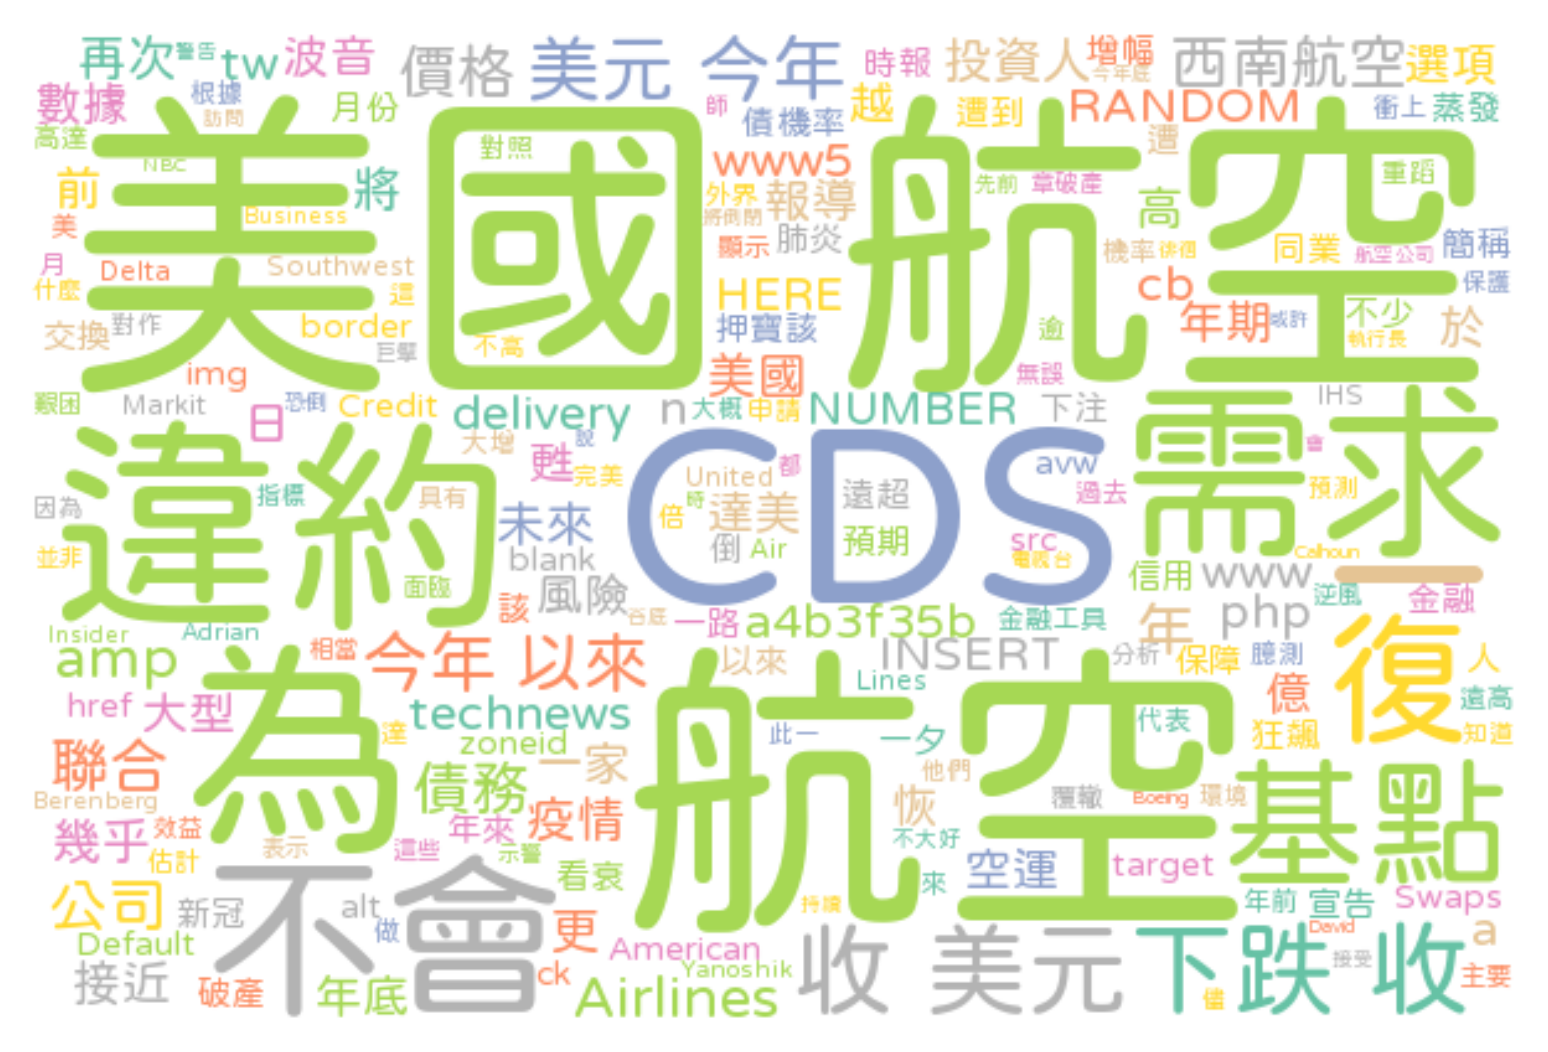 再次 警告 tw 波音 價格 美元 今年 時報 投資人 增幅 今年底 西南航空 選項
數據 根據 訪問 月份 師 債機率 越 遭到 RANDOM 衝上 蒸發
高達 NBC 美國 對照 www5 航空 遭 重蹈
前 將 外界 報導 先前 章破產 高
美 Business 將倒閉 顯示 肺炎 機率 徘徊 同業 航空公司 簡稱
月 Delta Southwest
什麼 這 HERE cb 保護
交換 對作 border 巨擘 不高 押寶該 逾 年期 或許 不少 執行長 於
img 美國 無誤
艱困 Markit 恐倒 Credit delivery n 大概 申請 NUMBER 下注 IHS
日 大增 說 需求 會
違約 甦 完美 United 都 CDS avw
因為 指標 具有 未來 倍 時 達美 遠超 過去 預測
並非 blank 倒 Air 預期 src 電視台 Calhoun
面臨 該 風險 信用 www 一 逆風 金融
Insider Adrian 谷底 一路 a4b3f35b 金融工具 年 php
amp 相當 今年 以來 以來 INSERT 分析 保障 臆測 復 人
href 大型 為 technews Lines 億 遠高
達 zoneid 此一 一夕 代表 狂飆 知道
聯合 債務 一家 航空 他們
Berenberg 恢 覆轍 Boeing 環境 基點
幾乎 效益 年來 疫情 不大好
估計 表示 這些 示警 看衰 來 空運 target
公司 新冠 alt 不會 持續 年前 宣告 Swaps
Default 做 更 American 收 美元 下跌 David 收 a
接近 破產 年底 ck Yanoshik Airlines 接受 儘 主要